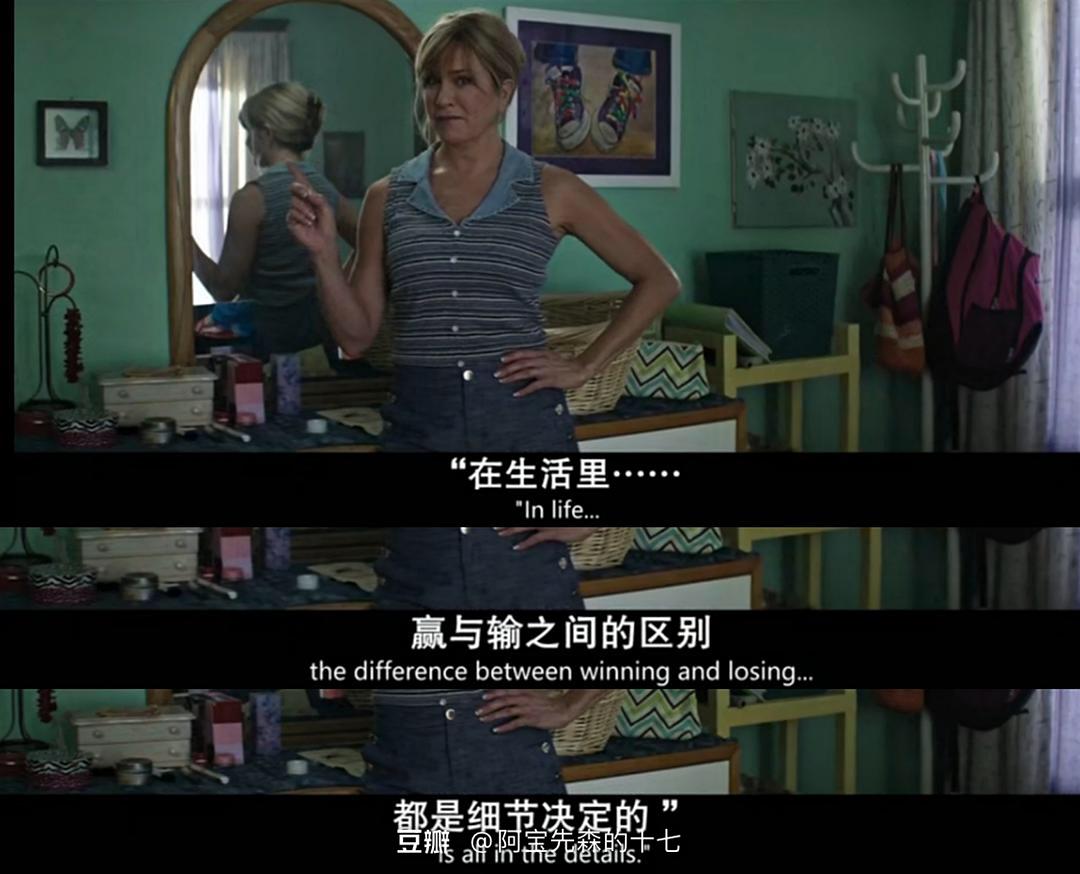 “在生活里……
"In life...
赢与输之间的区别
the difference between winning and losing...
都是细节决定的 ”
is all in the details."
豆瓣 @阿宝先森的十七